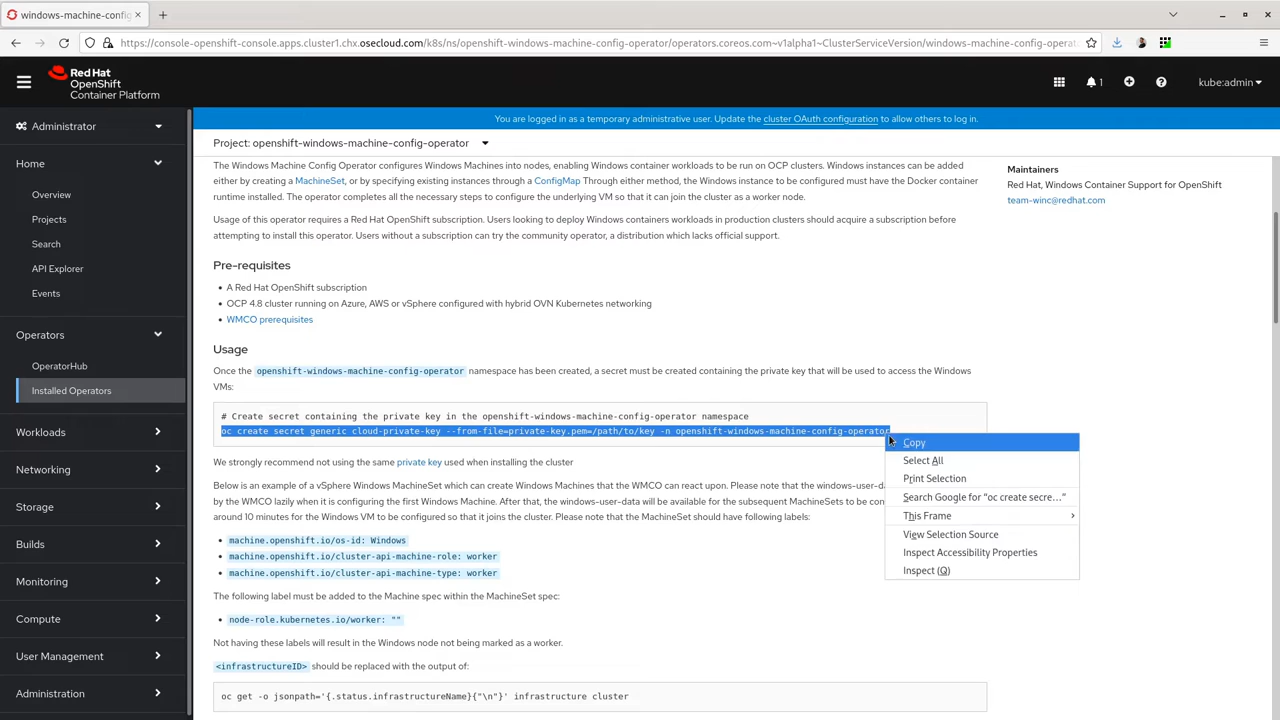 windows-machine-config
https://console-openshift-console.apps.cluster1.chx.osecloud.com/k8s/ns/openshift-windows-machine-config-operator/operators.coreos.com~v1alpha1~ClusterServiceVersion/windows-machine-config-operat
Red Hat
OpenShift
Container Platform
1
kube:admin
You are logged in as a temporary administrative user. Update the cluster OAuth configuration to allow others to log in.
Administrator
Home
Overview
Projects
Search
API Explorer
Events
Operators
OperatorHub
Installed Operators
Workloads
Networking
Storage
Builds
Monitoring
Compute
User Management
Administration
Project: openshift-windows-machine-config-operator
The Windows Machine Config Operator configures Windows Machines into nodes, enabling Windows container workloads to be run on OCP clusters. Windows instances can be added
either by creating a MachineSet, or by specifying existing instances through a ConfigMap Through either method, the Windows instance to be configured must have the Docker container
runtime installed. The operator completes all the necessary steps to configure the underlying VM so that it can join the cluster as a worker node.
Usage of this operator requires a Red Hat OpenShift subscription. Users looking to deploy Windows containers workloads in production clusters should acquire a subscription before
attempting to install this operator. Users without a subscription can try the community operator, a distribution which lacks official support.
Pre-requisites
A Red Hat OpenShift subscription
OCP 4.8 cluster running on Azure, AWS or vSphere configured with hybrid OVN Kubernetes networking
WMCO prerequisites
Usage
Once the openshift-windows-machine-config-operator namespace has been created, a secret must be created containing the private key that will be used to access the Windows
VMs:
# Create secret containing the private key in the openshift-windows-machine-config-operator namespace
oc create secret generic cloud-private-key --from-file=private-key.pem=/path/to/key -n openshift-windows-machine-config-operator
We strongly recommend not using the same private key used when installing the cluster
Below is an example of a vSphere Windows MachineSet which can create Windows Machines that the WMCO can react upon. Please note that the windows-user-da
by the WMCO lazily when it is configuring the first Windows Machine. After that, the windows-user-data will be available for the subsequent MachineSets to be con
around 10 minutes for the Windows VM to be configured so that it joins the cluster. Please note that the MachineSet should have following labels:
machine.openshift.io/os-id: Windows
machine.openshift.io/cluster-api-machine-role: worker
machine.openshift.io/cluster-api-machine-type: worker
The following label must be added to the Machine spec within the MachineSet spec:
node-role.kubernetes.io/worker: ""
Not having these labels will result in the Windows node not being marked as a worker.
<infrastructureID> should be replaced with the output of:
oc get -o jsonpath='{.status.infrastructureName}{"\n"}' infrastructure cluster
Maintainers
Red Hat, Windows Container Support for OpenShift
team-winc@redhat.com
Copy
Select All
Print Selection
Search Google for "oc create secre..."
This Frame
View Selection Source
Inspect Accessibility Properties
Inspect (Q)